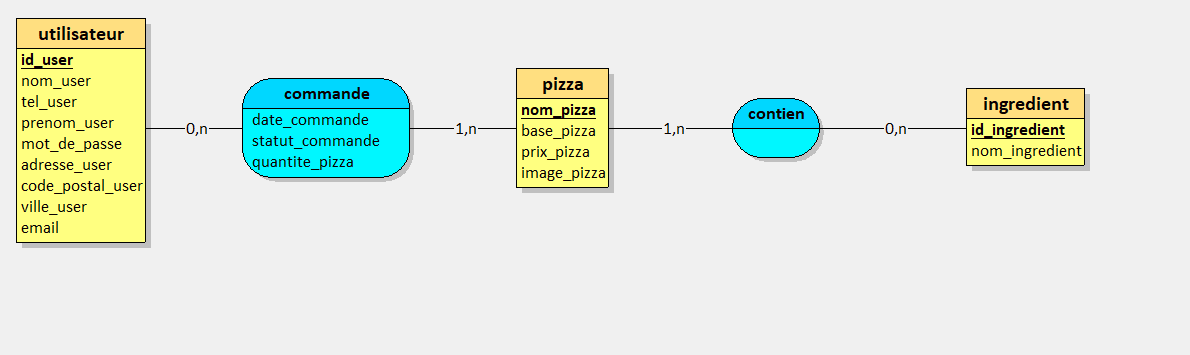 utilisateur
id_user
nom_user
tel_user
prenom_user
mot_de_passe
adresse_user
code_postal_user
ville_user
email
0,n
commande
date_commande
statut_commande
quantite_pizza
1,n
pizza
nom_pizza
base_pizza
prix_pizza
image_pizza
1,n
contien
0,n
ingredient
id_ingredient
nom_ingredient